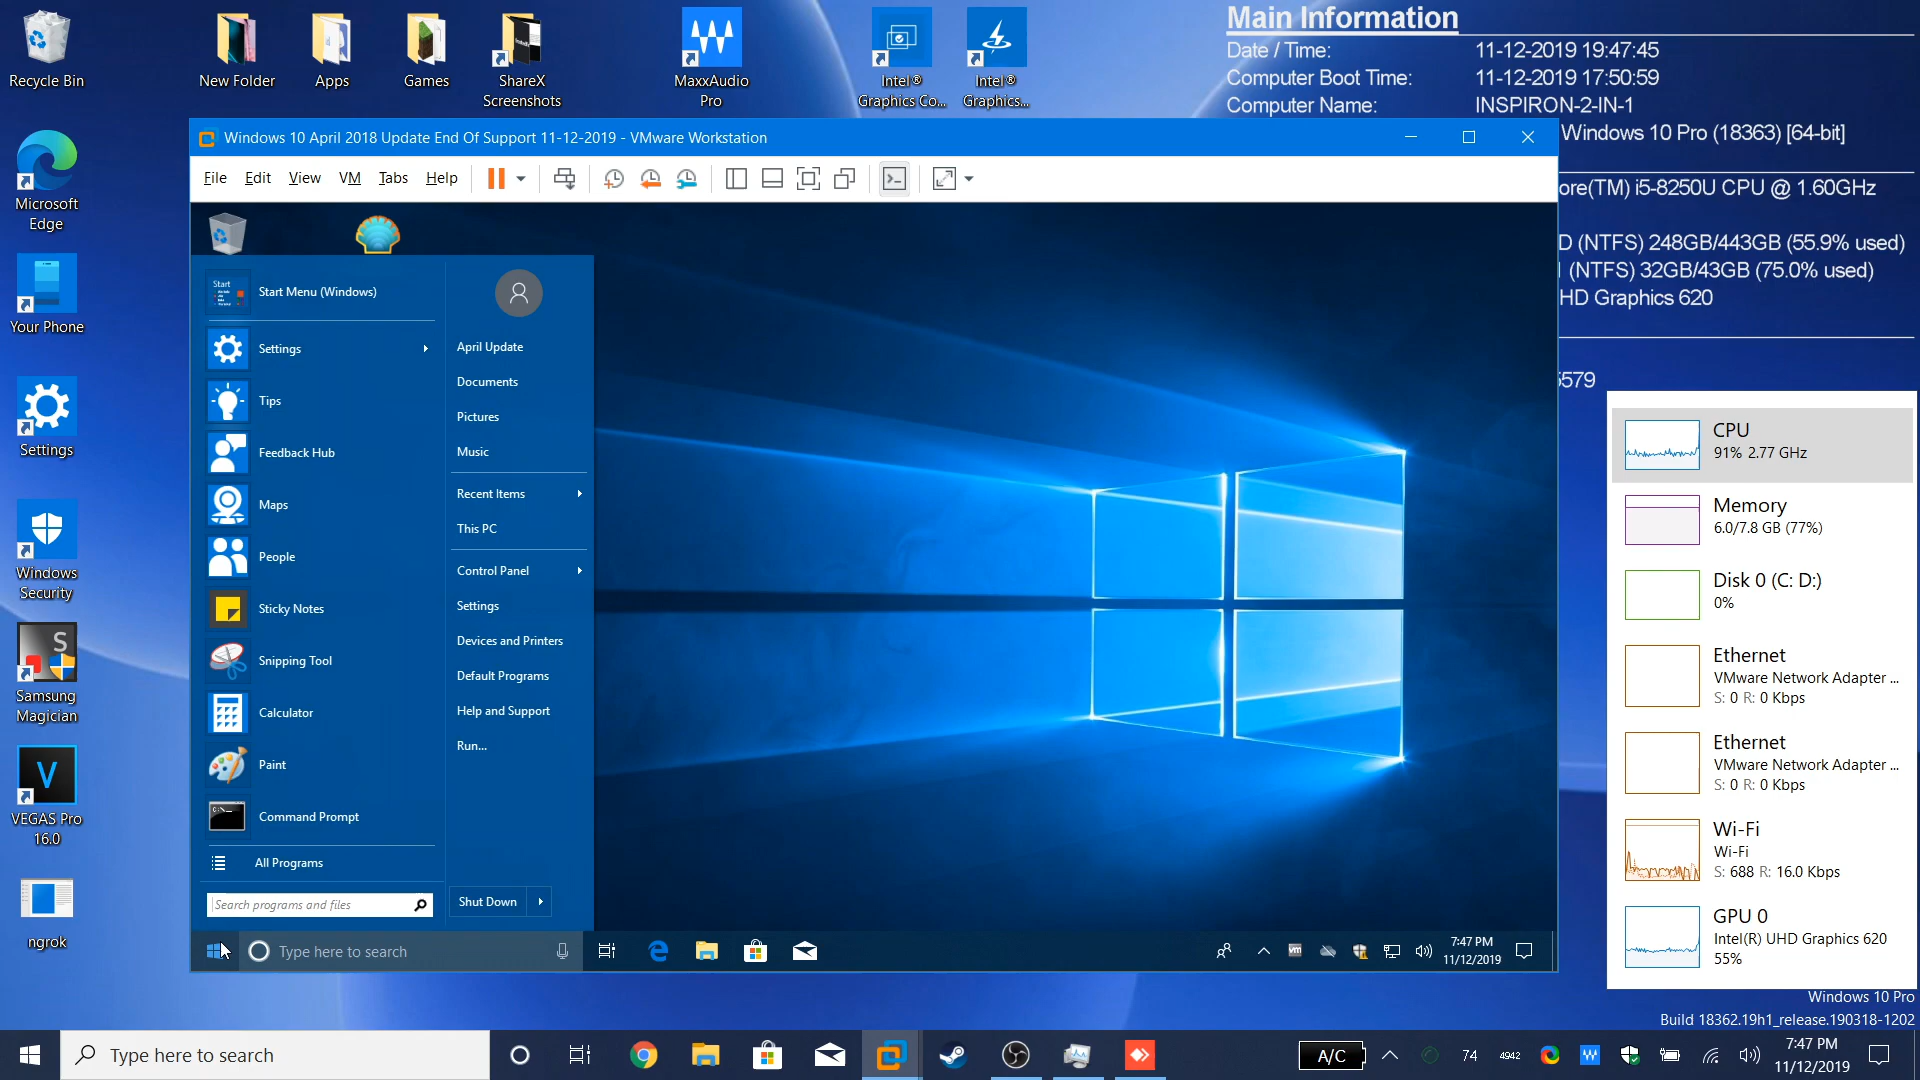 Recycle Bin
New Folder
Apps
Games
ShareX
Screenshots
MaxxAudio
Pro
Intel®
Graphics Co...
Intel®
Graphics...
Main Information
Date / Time: 11-12-2019 19:47:45
Computer Boot Time: 11-12-2019 17:50:59
Computer Name: INSPIRON-2-IN-1
Windows 10 Pro (18363) [64-bit]
ore(TM) i5-8250U CPU @ 1.60GHz
D (NTFS) 248GB/443GB (55.9% used)
(NTFS) 32GB/43GB (75.0% used)
HD Graphics 620
5579
Microsoft
Edge
Your Phone
Settings
Windows
Security
Samsung
Magician
VEGAS Pro
16.0
ngrok
Windows 10 April 2018 Update End Of Support 11-12-2019 - VMware Workstation
File Edit View VM Tabs Help
Start
Start Menu (Windows)
Settings
Tips
Feedback Hub
Maps
People
Sticky Notes
Snipping Tool
Calculator
Paint
Command Prompt
All Programs
Search programs and files
April Update
Documents
Pictures
Music
Recent Items
This PC
Control Panel
Settings
Devices and Printers
Default Programs
Help and Support
Run...
Shut Down
Type here to search
7:47 PM
11/12/2019
CPU
91% 2.77 GHz
Memory
6.0/7.8 GB (77%)
Disk 0 (C: D:)
0%
Ethernet
VMware Network Adapter ...
S: 0 R: 0 Kbps
Ethernet
VMware Network Adapter ...
S: 0 R: 0 Kbps
Wi-Fi
Wi-Fi
S: 688 R: 16.0 Kbps
GPU 0
Intel(R) UHD Graphics 620
55%
Windows 10 Pro
Build 18362.19h1_release.190318-1202
Type here to search
A/C
74
4942
7:47 PM
11/12/2019